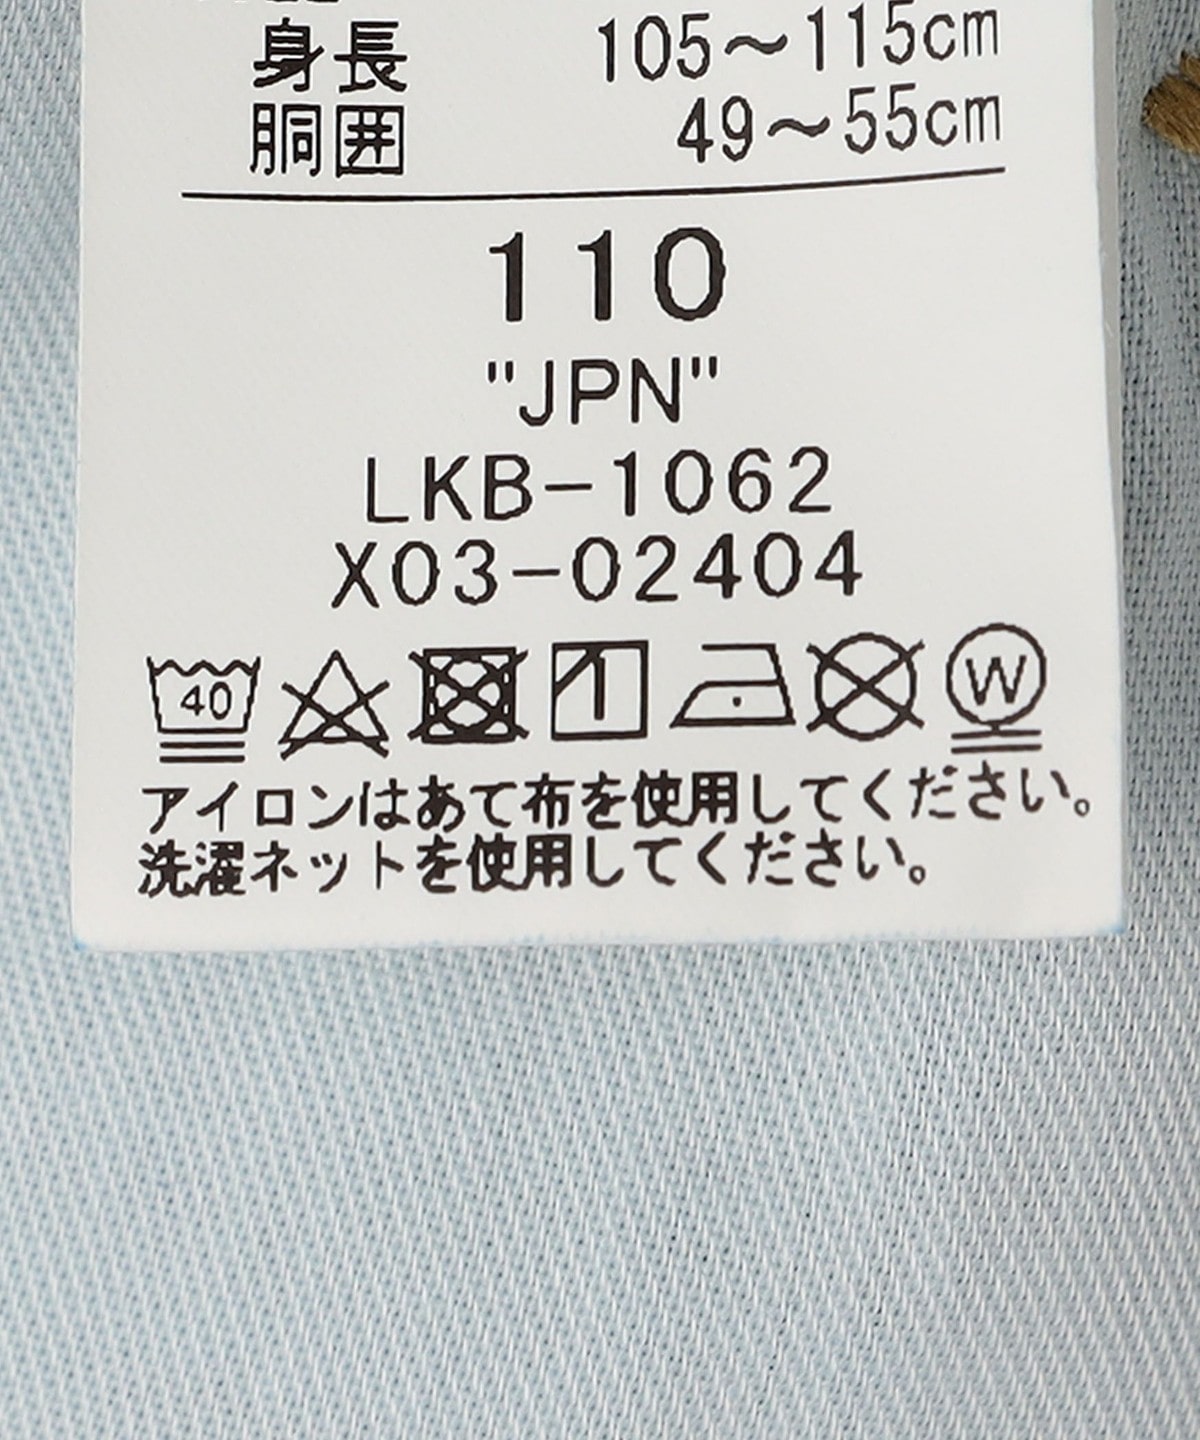 身長 105～115cm
胴囲 49～55cm
110
"JPN"
LKB-1062
X03-02404
40 W
アイロンはあて布を使用してください。
洗濯ネットを使用してください。